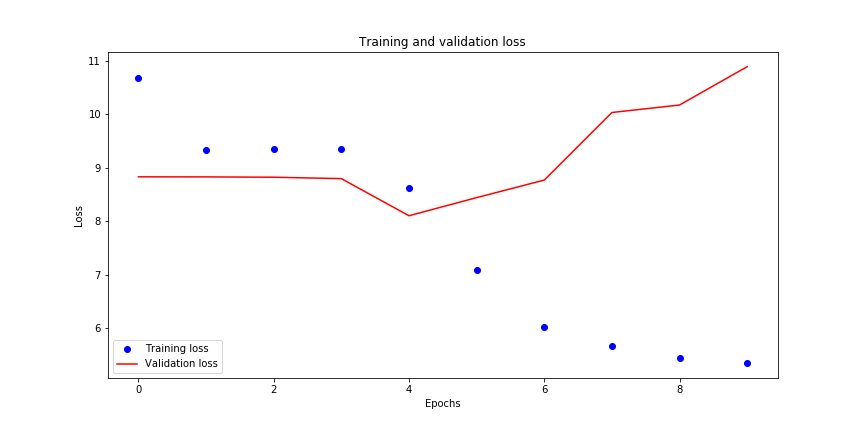 Training and validation loss
11
10
9
8
7
6
Loss
Training loss
Validation loss
0 2 4 6 8
Epochs